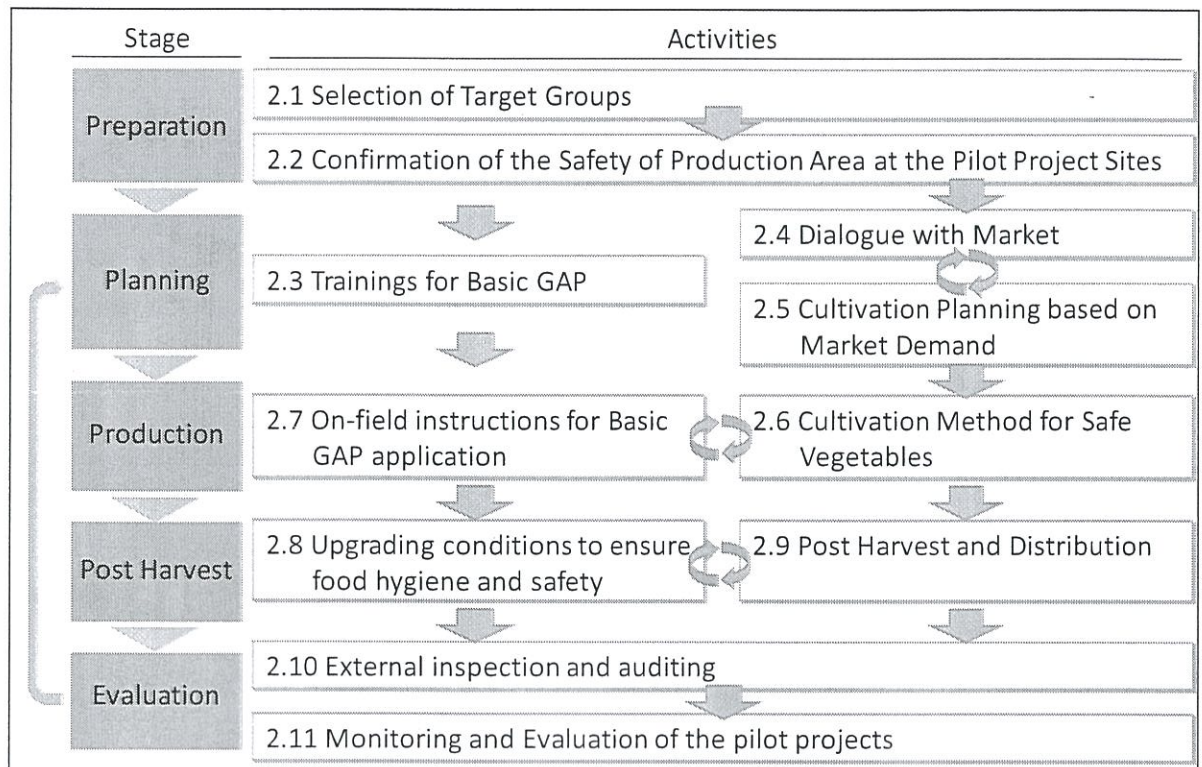 Stage
Activities
Preparation
2.1 Selection of Target Groups
2.2 Confirmation of the Safety of Production Area at the Pilot Project Sites
Planning
2.3 Trainings for Basic GAP
2.4 Dialogue with Market
2.5 Cultivation Planning based on
Market Demand
Production
2.7 On-field instructions for Basic
GAP application
2.6 Cultivation Method for Safe
Vegetables
Post Harvest
2.8 Upgrading conditions to ensure
food hygiene and safety
2.9 Post Harvest and Distribution
Evaluation
2.10 External inspection and auditing
2.11 Monitoring and Evaluation of the pilot projects